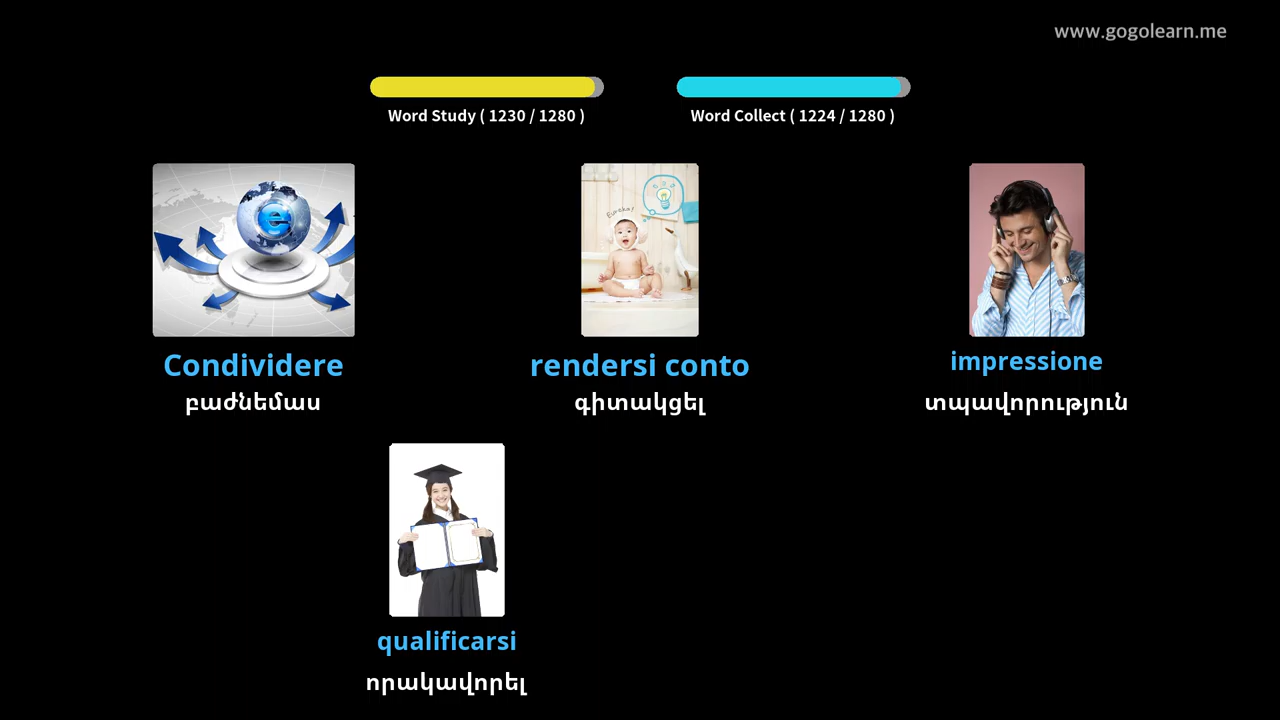 www.gogolearn.me
Word Study ( 1230 / 1280 )
Word Collect ( 1224 / 1280 )
Eureka!
e
Condividere
rendersi conto
impressione
բաժնեմաս
գիտակցել
տպավորություն
qualificarsi
որակավորել